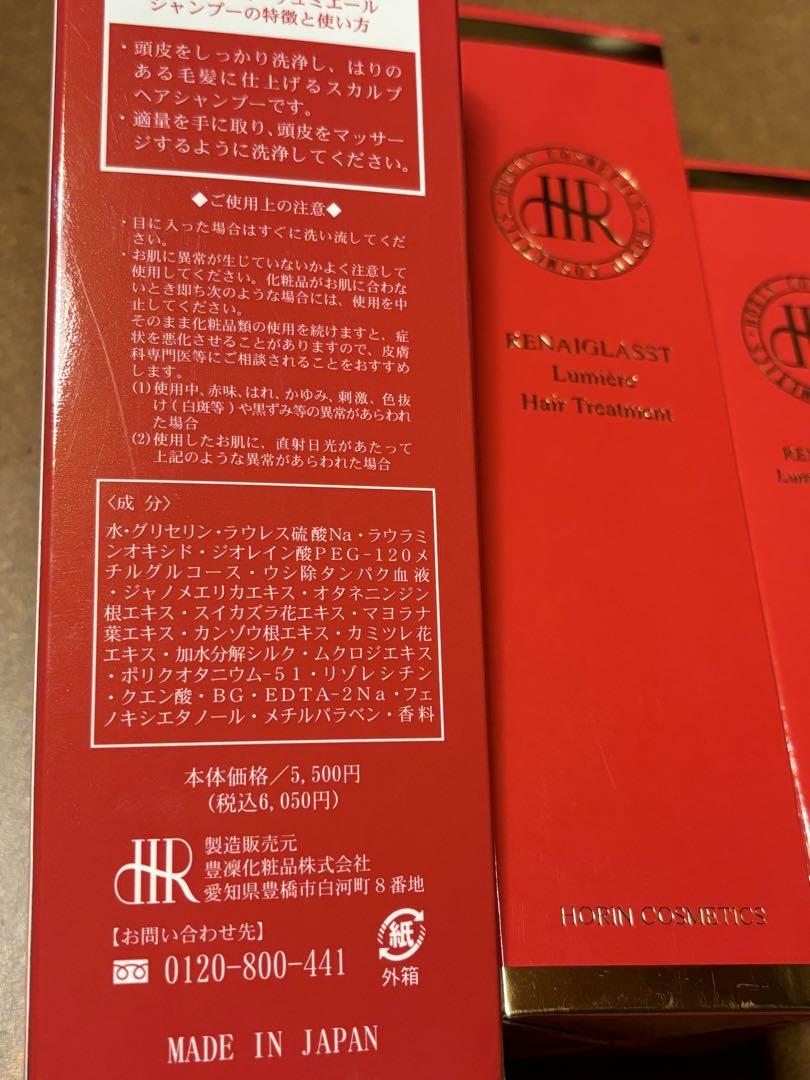 ュミエール
シャンプーの特徴と使い方
・頭皮をしっかり洗浄し、はりの
ある毛髪に仕上げるスカルプ
ヘアシャンプーです。
・適量を手に取り、頭皮をマッサー
ジするように洗浄してください。
◆ご使用上の注意◆
・目に入った場合はすぐに洗い流してくだ
さい。
・お肌に異常が生じていないかよく注意して
使用してください。化粧品がお肌に合わな
いとき即ち次のような場合には、使用を中
止してください。
そのまま化粧品類の使用を続けますと、症
状を悪化させることがありますので、皮膚
科専門医等にご相談されることをおすすめ
します。
(1)使用中、赤味、はれ、かゆみ、刺激、色抜
け(白斑等)や黒ずみ等の異常があらわれ
た場合
(2)使用したお肌に、直射日光があたって
上記のような異常があらわれた場合
〈成 分〉
水・グリセリン・ラウレス硫酸Na・ラウラミ
ンオキシド・ジオレイン酸PEG-120メ
チルグルコース・ウシ除タンパク血液
・ジャノメエリカエキス・オタネニンジン
根エキス・スイカズラ花エキス・マヨラナ
葉エキス・カンゾウ根エキス・カミツレ花
エキス・加水分解シルク・ムクロジエキス
・ポリクオタニウム-51・リゾレシチン
・クエン酸・BG・EDTA-2Na・フェ
ノキシエタノール・メチルパラベン・香料
本体価格/5,500円
(税込6,050円)
HR
製造販売元
豊凜化粧品株式会社
愛知県豊橋市白河町8番地
【お問い合わせ先】
0120-800-441
紙
外箱
MADE IN JAPAN
HORIN COSMETICS・HORIN COSMETICS・
HR
RENAIGLASST
Lumière
Hair Treatment
HORIN COSMETICS
HR
REN
Lum